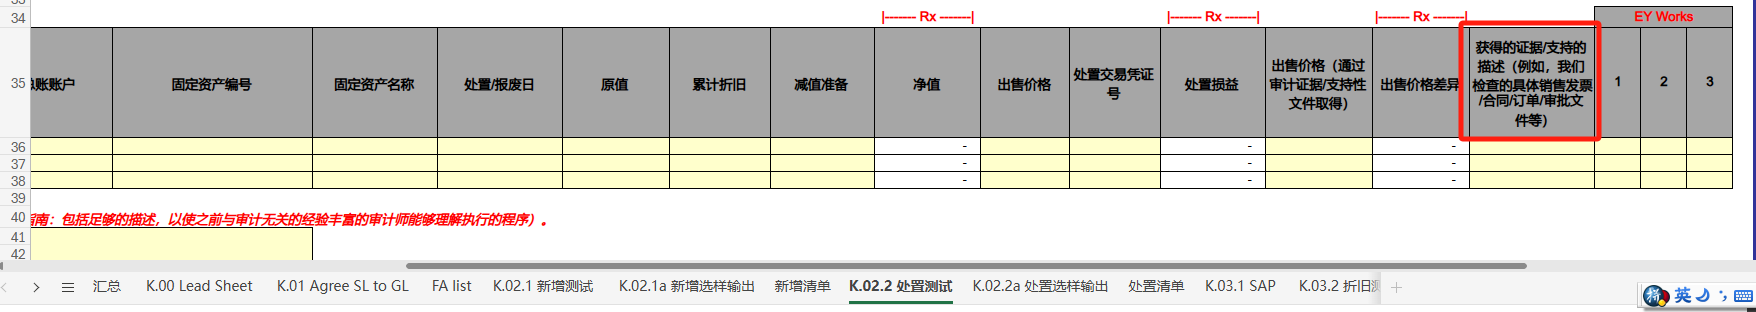 34
|------- Rx -------|
|------- Rx -------|
|------- Rx -------|
EY Works
35
账账户
固定资产编号
固定资产名称
处置/报废日
原值
累计折旧
减值准备
净值
出售价格
处置交易凭证
号
处置损益
出售价格（通过
审计证据/支持性
文件取得）
出售价格差异
获得的证据/支持的
描述（例如，我们
检查的具体销售发票
/合同/订单/审批文
件等）
1
2
3
36
-
-
-
37
-
-
-
38
-
-
-
39
40
指南：包括足够的描述，以使之前与审计无关的经验丰富的审计师能够理解执行的程序）。
41
42
汇总
K.00 Lead Sheet
K.01 Agree SL to GL
FA list
K.02.1 新增测试
K.02.1a 新增选样输出
新增清单
K.02.2 处置测试
K.02.2a 处置选样输出
处置清单
K.03.1 SAP
K.03.2 折旧测
英